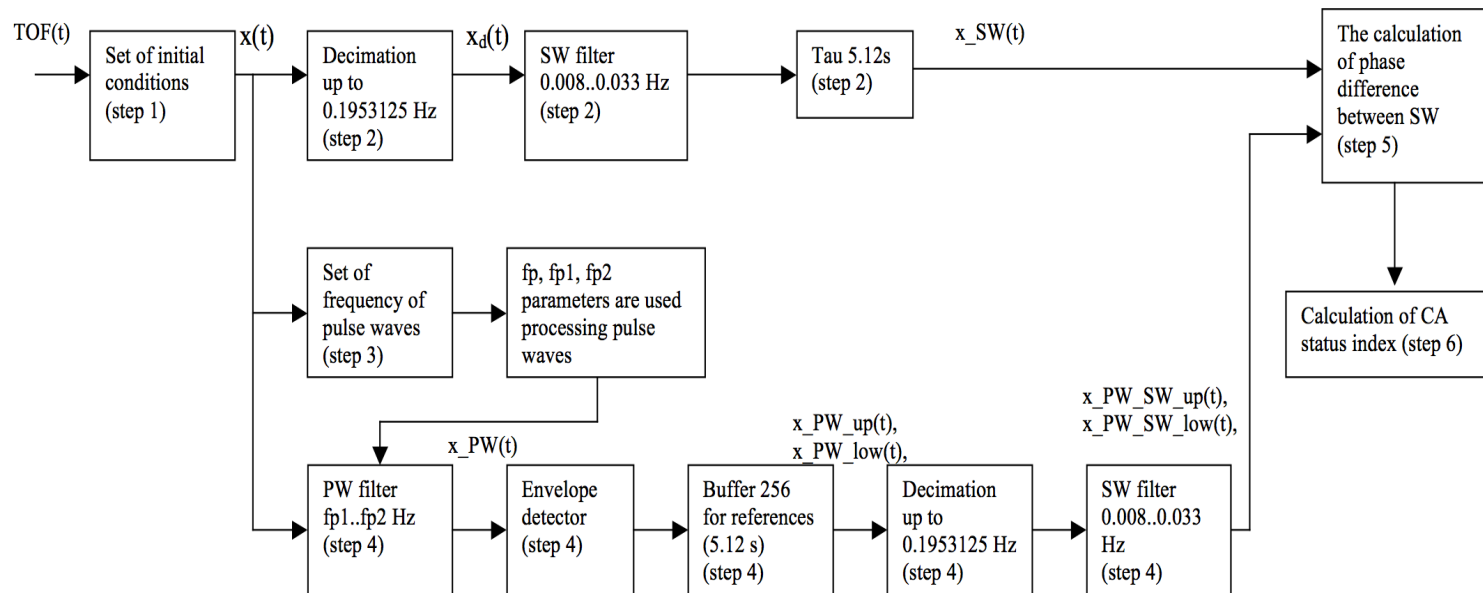 TOF(t)
Set of initial
conditions
(step 1)
x(t)
Decimation
up to
0.1953125 Hz
(step 2)
x_d(t)
SW filter
0.008..0.033 Hz
(step 2)
Tau 5.12s
(step 2)
x_SW(t)
The calculation
of phase
difference
between SW
(step 5)
Set of
frequency of
pulse waves
(step 3)
fp, fp1, fp2
parameters are used
processing pulse
waves
Calculation of CA
status index (step 6)
PW filter
fp1..fp2 Hz
(step 4)
x_PW(t)
Envelope
detector
(step 4)
Buffer 256
for references
(5.12 s)
(step 4)
x_PW_up(t),
x_PW_low(t),
Decimation
up to
0.1953125 Hz
(step 4)
SW filter
0.008..0.033
Hz
(step 4)
x_PW_SW_up(t),
x_PW_SW_low(t),